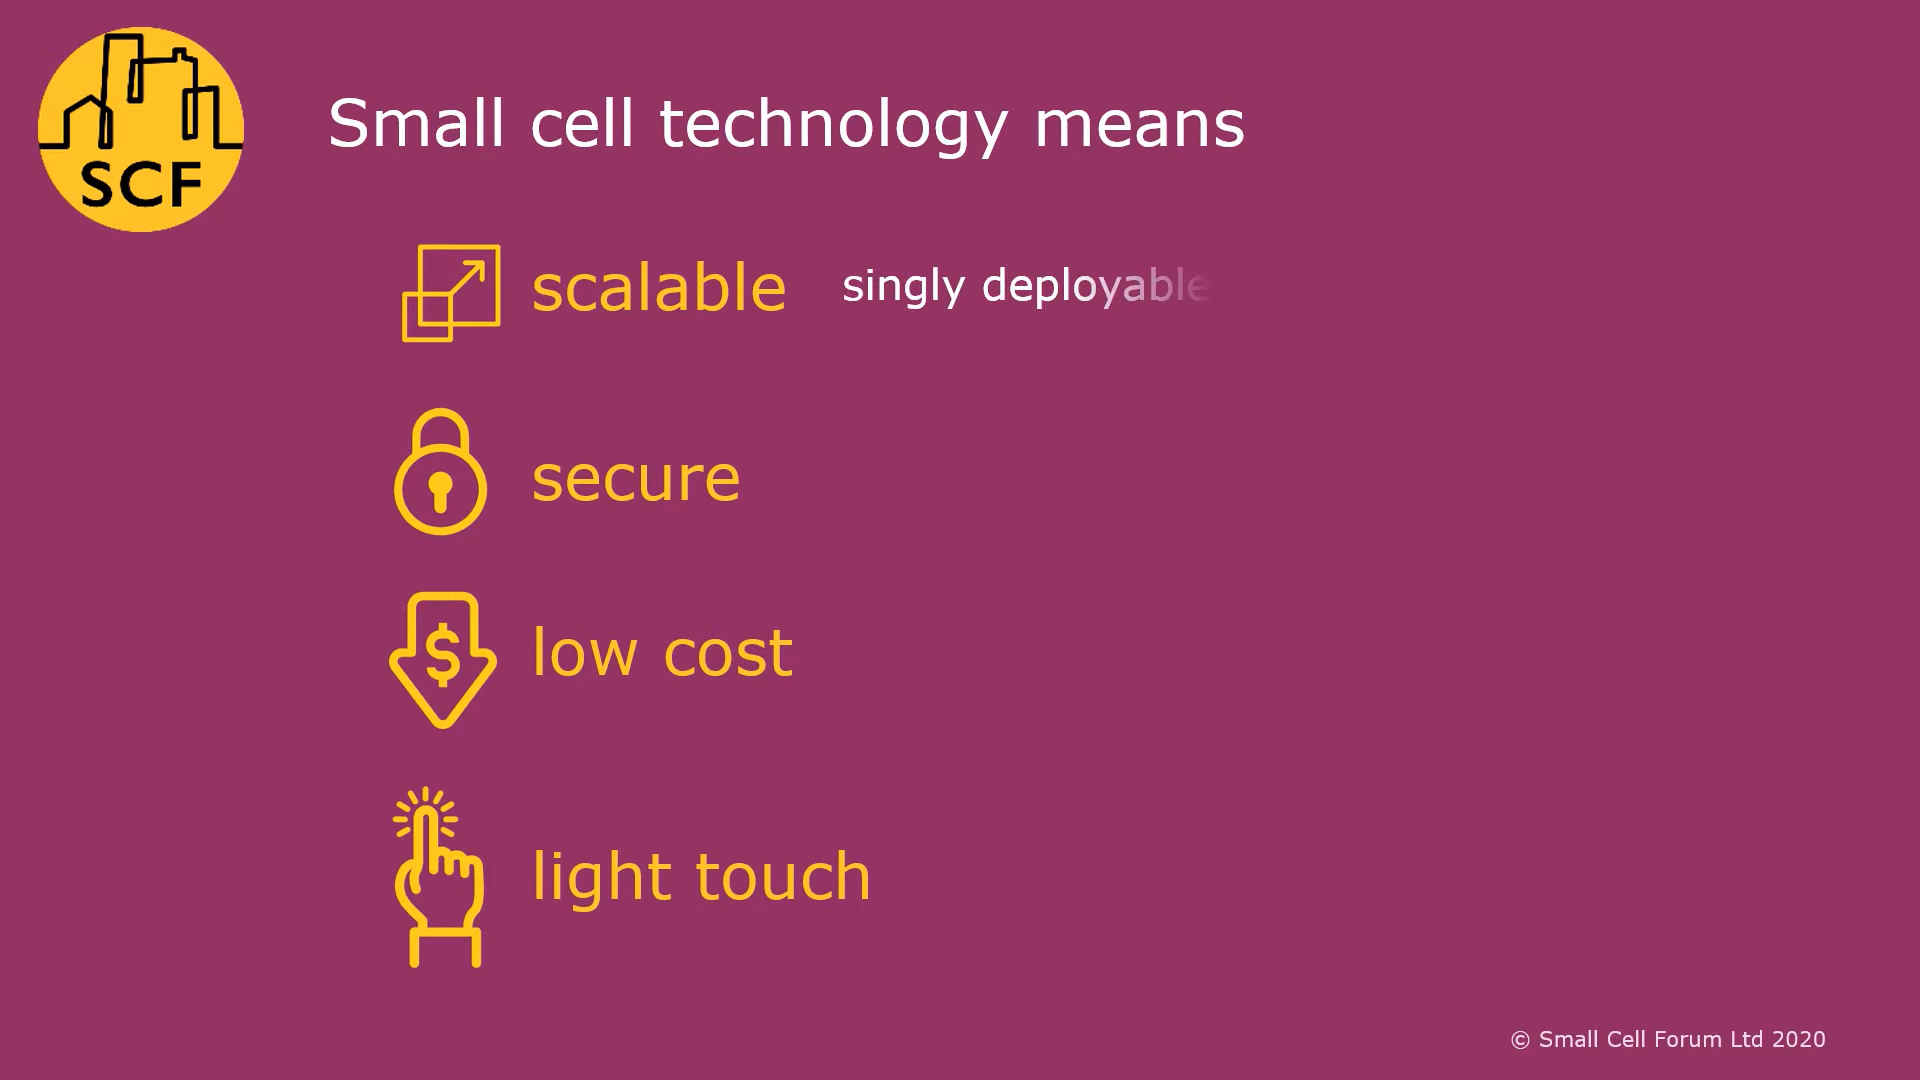 SCF
Small cell technology means
scalable singly deployable
secure
$
low cost
light touch
© Small Cell Forum Ltd 2020